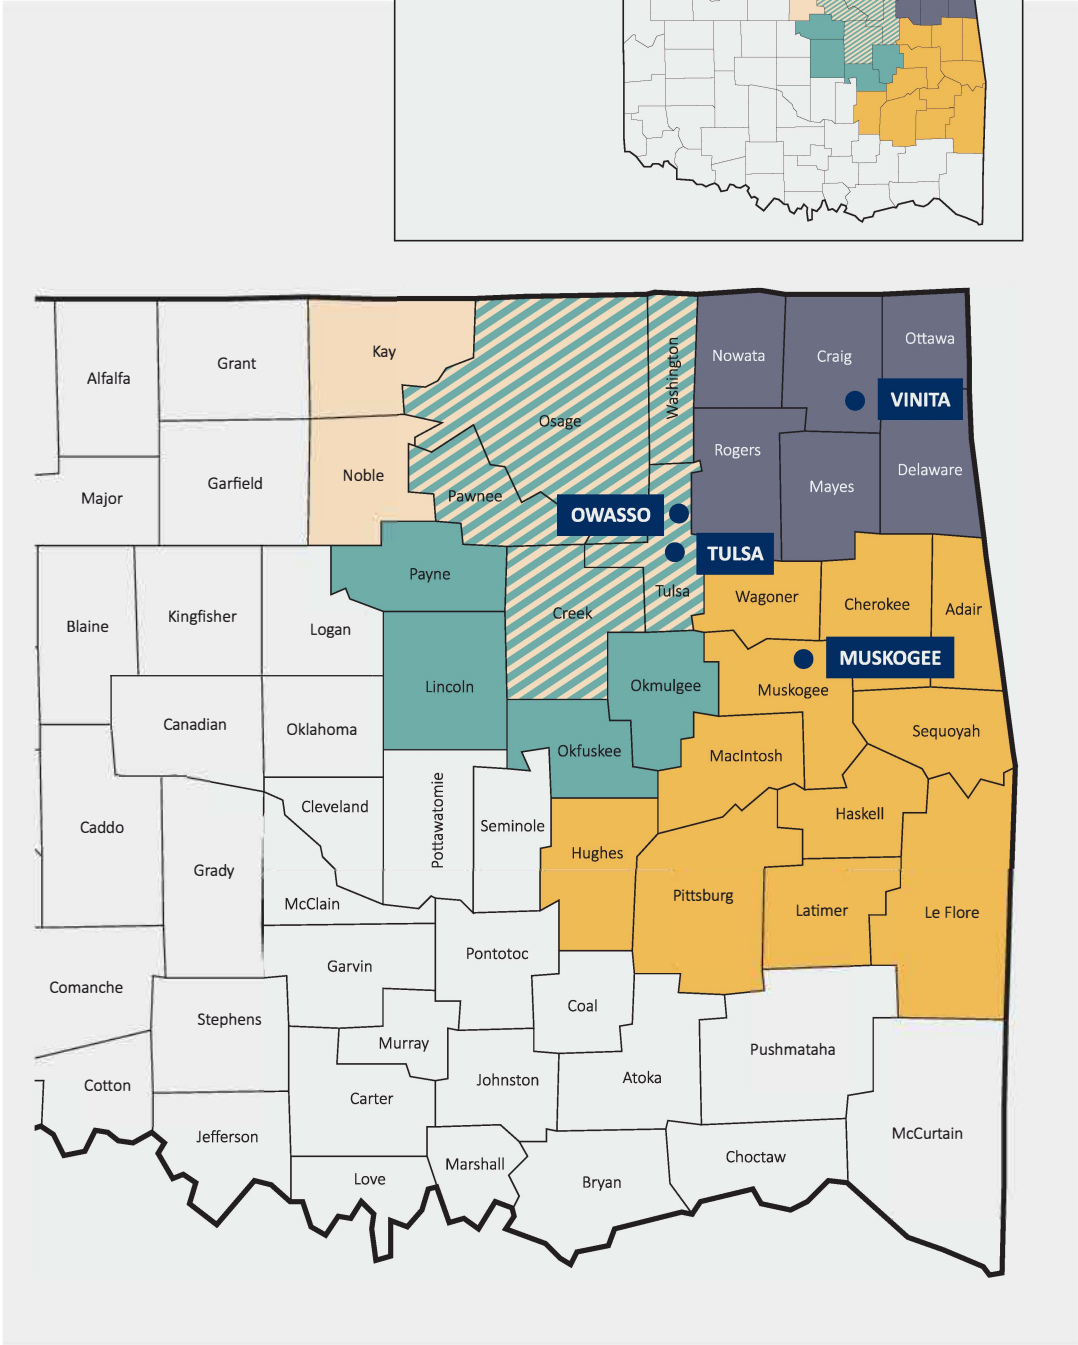 Ottawa
Kay
Nowata
Craig
Grant
Alfalfa
Washington
VINITA
Osage
Rogers
Delaware
Noble
Garfield
Mayes
Pawnee
Major
OWASSO
TULSA
Payne
Tulsa
Wagoner
Cherokee
Adair
Creek
Kingfisher
Blaine
Logan
MUSKOGEE
Lincoln
Okmulgee
Muskogee
Canadian
Oklahoma
Sequoyah
Okfuskee
MacIntosh
Cleveland
Pottawatomie
Haskell
Caddo
Seminole
Hughes
Grady
Pittsburg
McClain
Latimer
Le Flore
Pontotoc
Garvin
Comanche
Coal
Stephens
Murray
Pushmataha
Atoka
Johnston
Cotton
Carter
McCurtain
Jefferson
Choctaw
Marshall
Love
Bryan